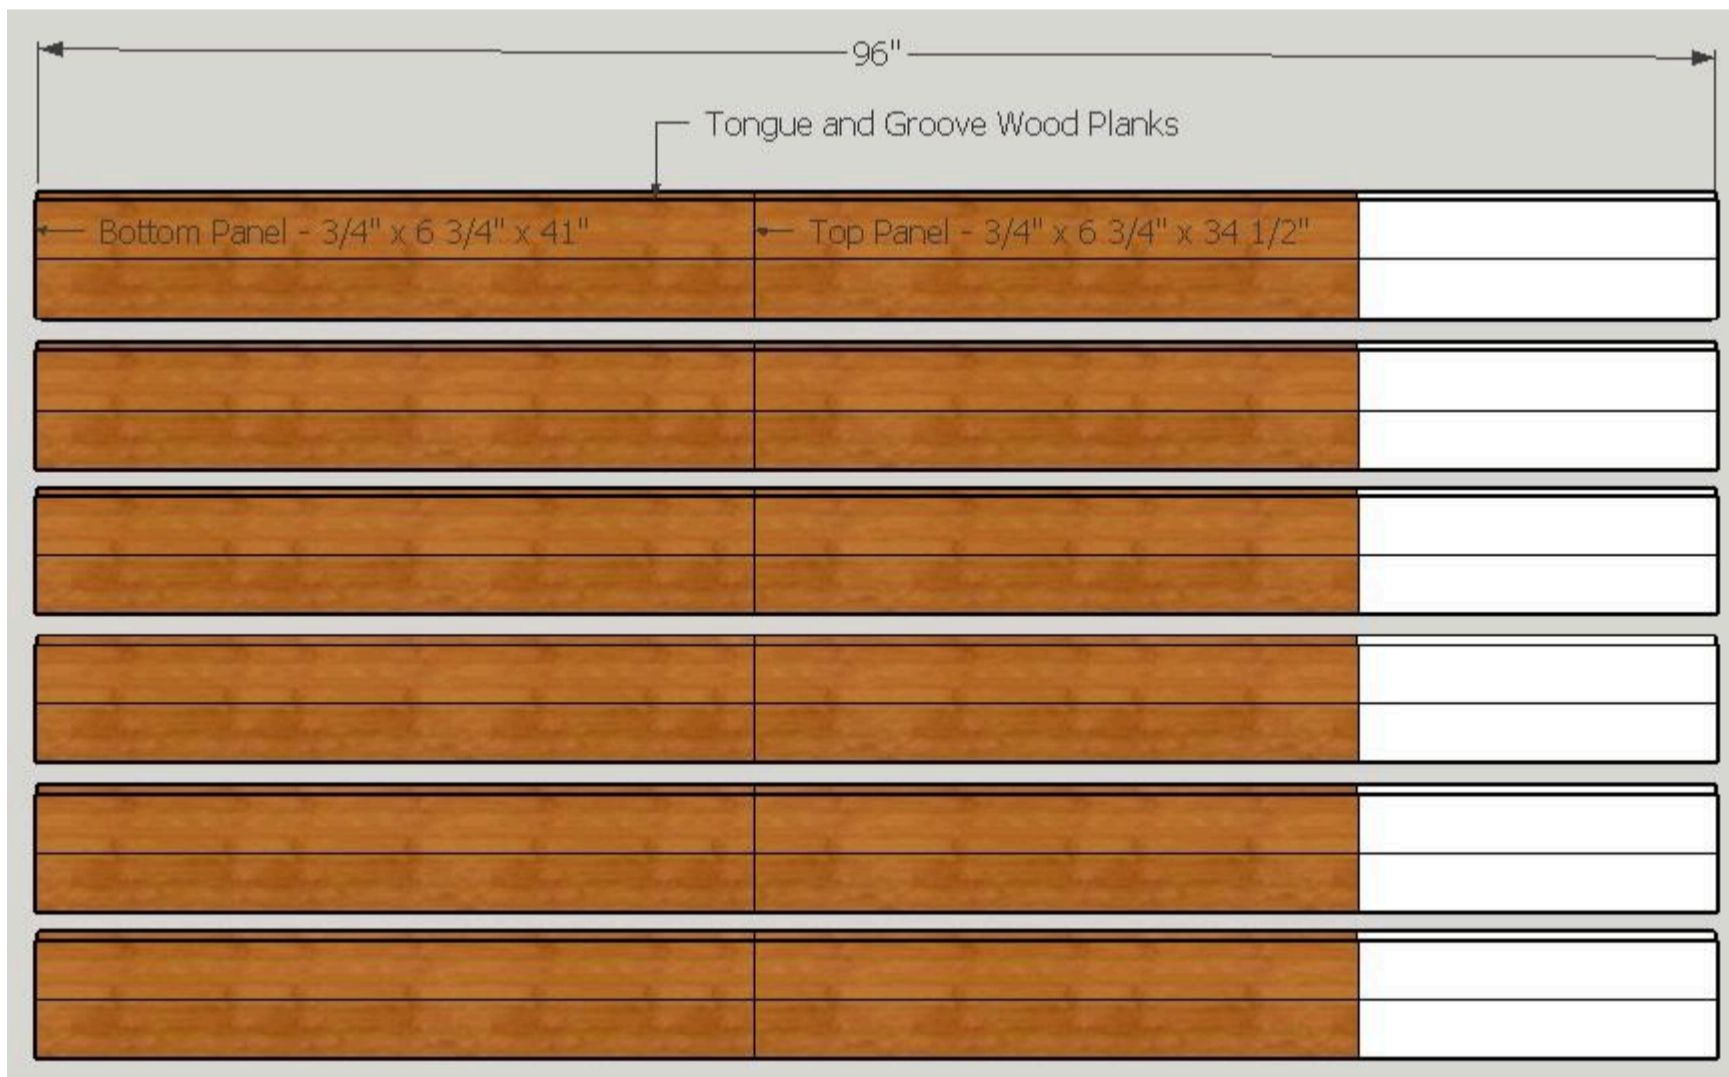 96"
Tongue and Groove Wood Planks
Bottom Panel - 3/4" x 6 3/4" x 41"
Top Panel - 3/4" x 6 3/4" x 34 1/2"